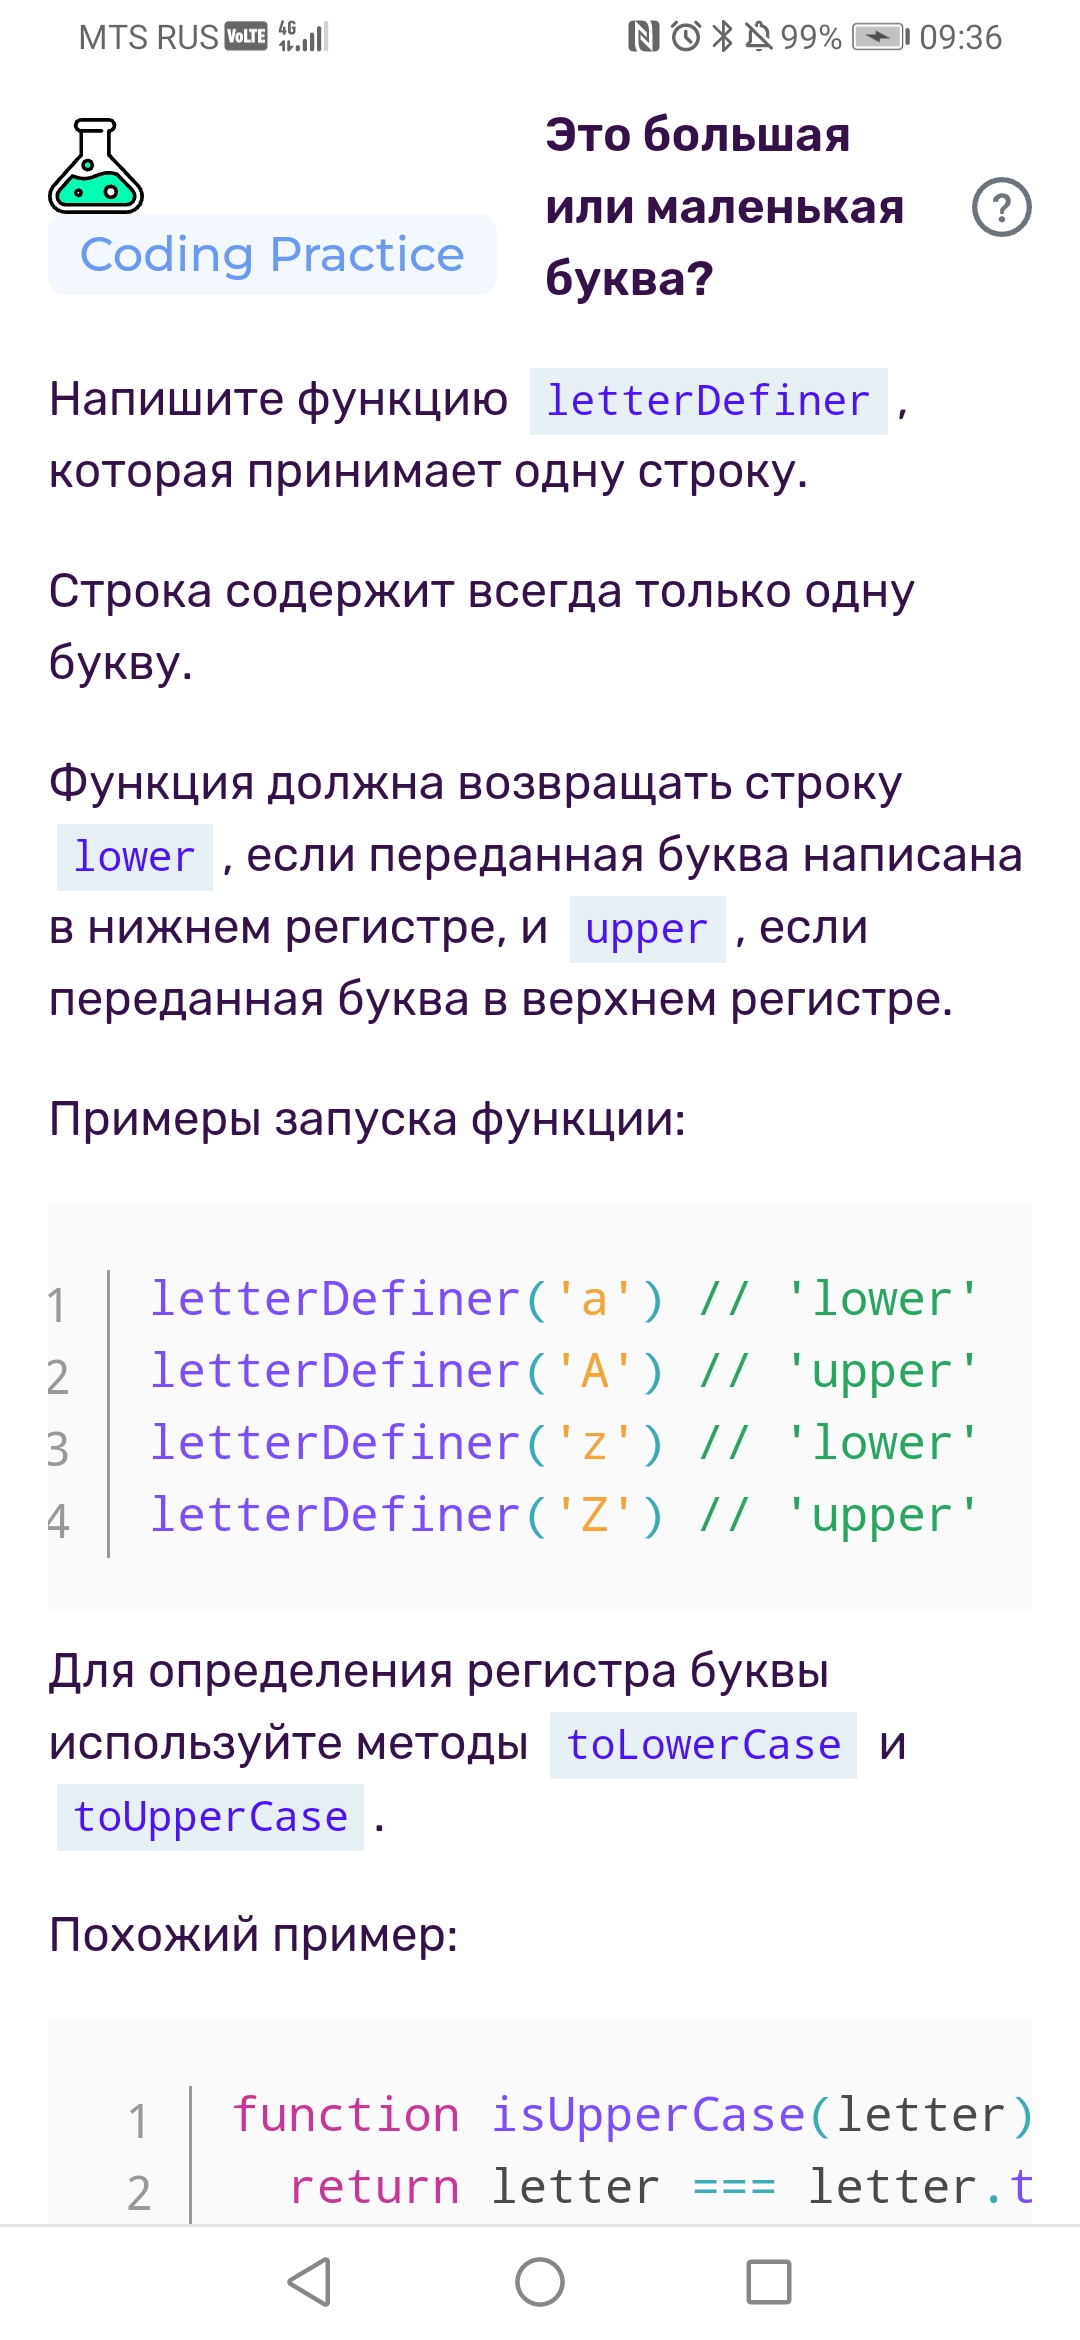 MTS RUS VoLTE 4G 99% 09:36
Это большая
или маленькая
буква?
?
Coding Practice
Напишите функцию letterDefiner ,
которая принимает одну строку.
Строка содержит всегда только одну
букву.
Функция должна возвращать строку
lower , если переданная буква написана
в нижнем регистре, и upper , если
переданная буква в верхнем регистре.
Примеры запуска функции:
1 letterDefiner('a') // 'lower'
2 letterDefiner('A') // 'upper'
3 letterDefiner('z') // 'lower'
4 letterDefiner('Z') // 'upper'
Для определения регистра буквы
используйте методы toLowerCase и
toUpperCase .
Похожий пример:
1 function isUpperCase(letter)
2 return letter === letter.t